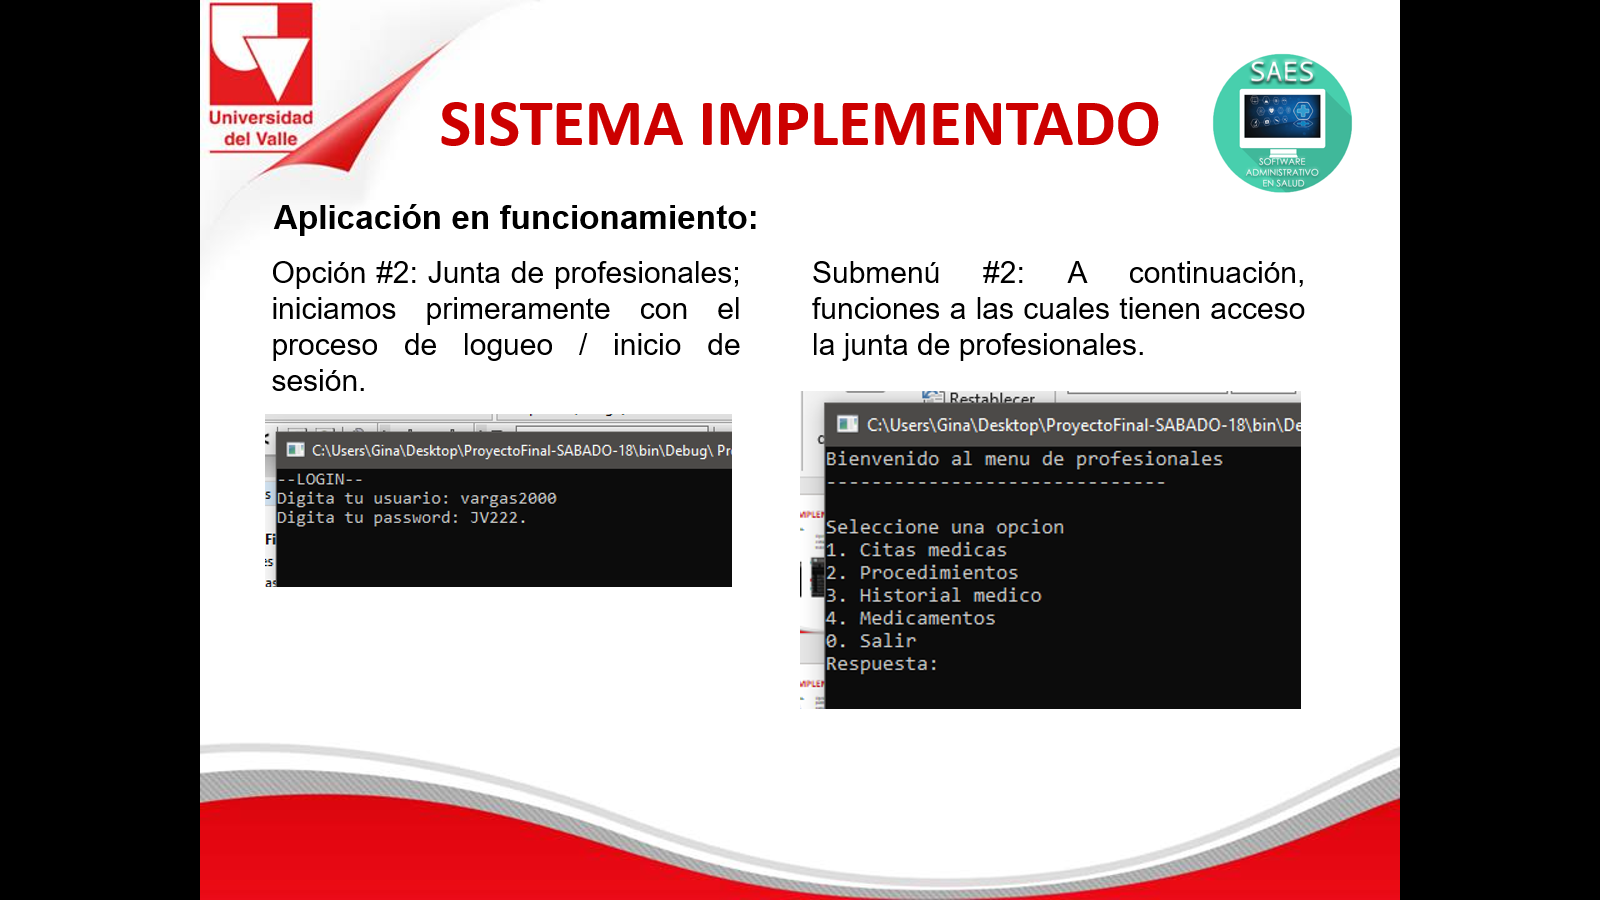 Universidad
del Valle
SISTEMA IMPLEMENTADO
SAES
SOFTWARE
ADMINISTRATIVO
EN SALUD
Aplicación en funcionamiento:
Opción #2: Junta de profesionales;
iniciamos primeramente con el
proceso de logueo / inicio de
sesión.
C:\Users\Gina\Desktop\ProyectoFinal-SABADO-18\bin\Debug\ Pr
--LOGIN--
Digita tu usuario: vargas2000
Digita tu password: JV222.
Submenú #2: A continuación,
funciones a las cuales tienen acceso
la junta de profesionales.
Restablecer
C:\Users\Gina\Desktop\ProyectoFinal-SABADO-18\bin\De
Bienvenido al menu de profesionales
------------------------------
Seleccione una opcion
1. Citas medicas
2. Procedimientos
3. Historial medico
4. Medicamentos
0. Salir
Respuesta: